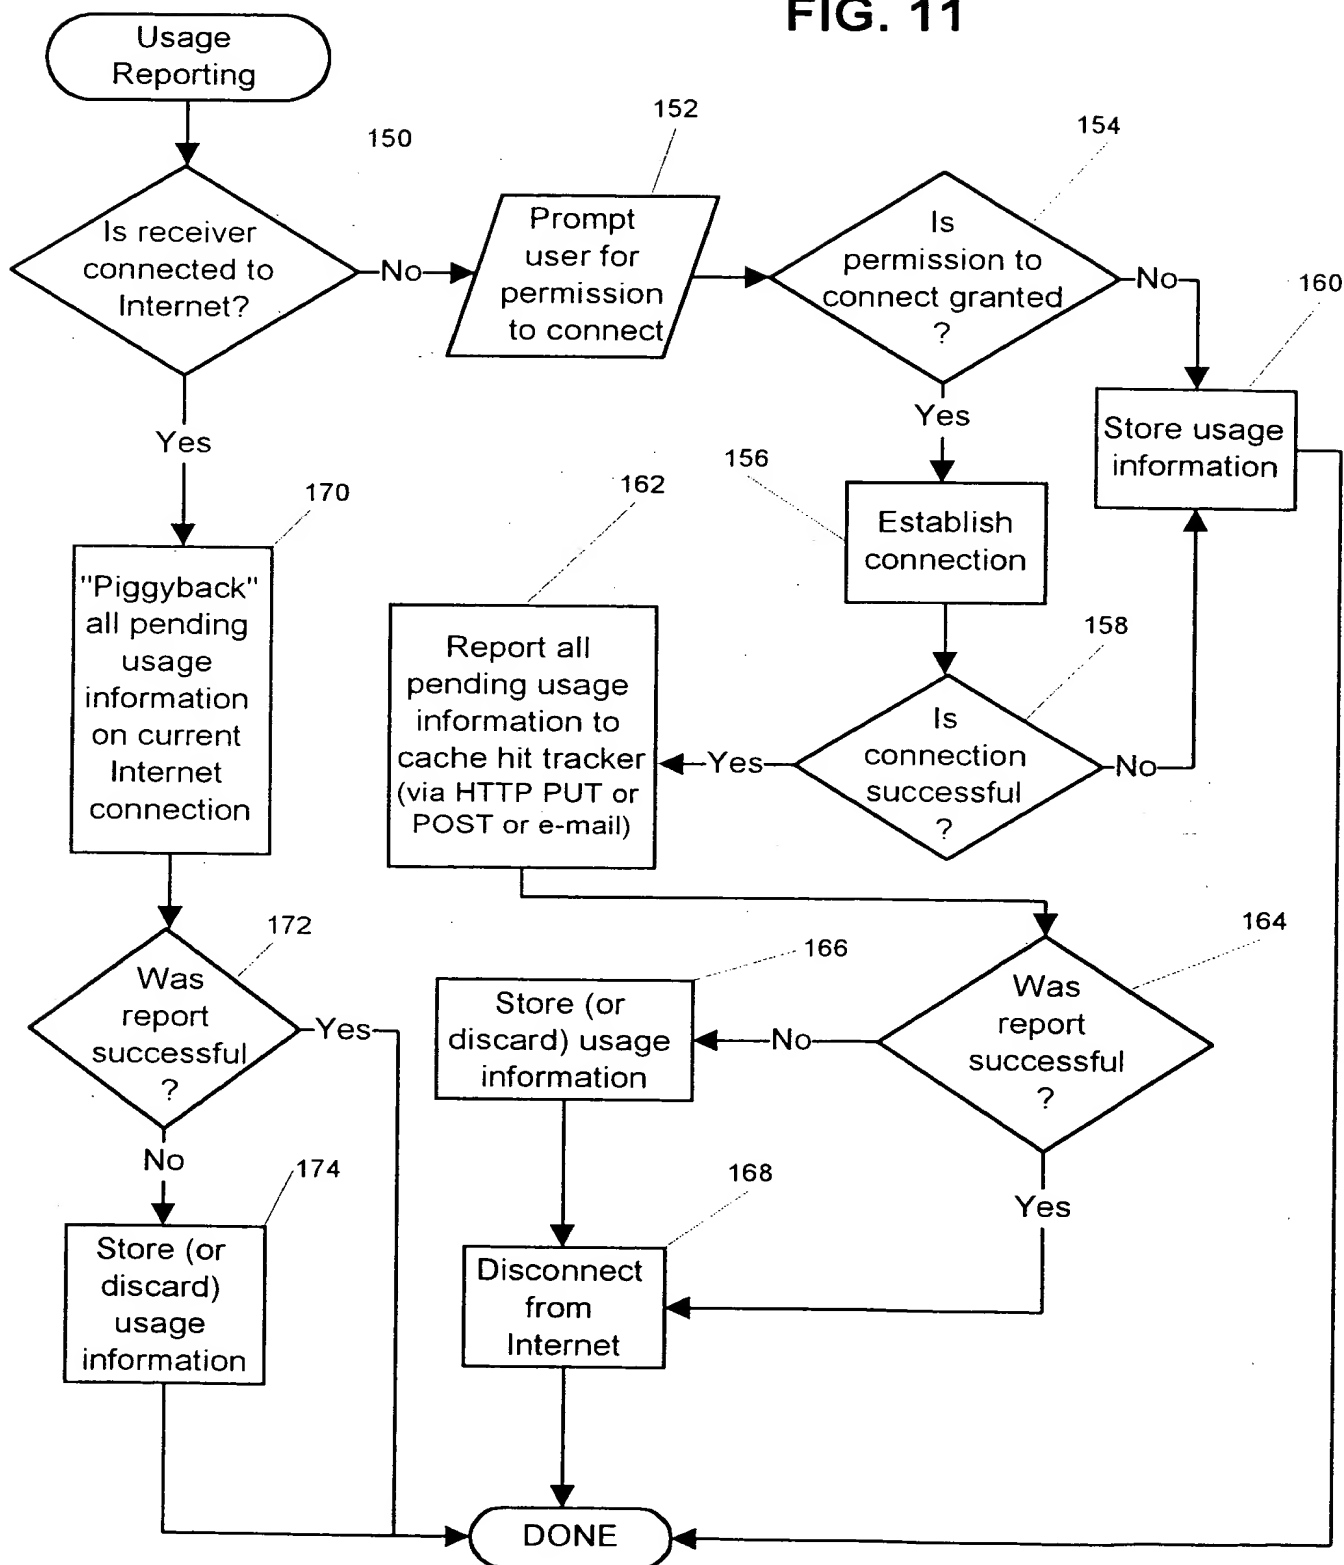 FIG. 11
Usage
Reporting
150
152
154
Is receiver
connected to
Internet?
No
Prompt
user for
permission
to connect
Is
permission to
connect granted
?
No
160
Yes
Yes
Store usage
information
156
162
170
Establish
connection
"Piggyback"
all pending
usage
information
on current
Internet
connection
Report all
pending usage
information to
cache hit tracker
(via HTTP PUT or
POST or e-mail)
158
Is
connection
successful
?
Yes
No
172
166
164
Was
report
successful
?
Yes
Store (or
discard) usage
information
No
Was
report
successful
?
No
174
168
Yes
Store (or
discard)
usage
information
Disconnect
from
Internet
DONE